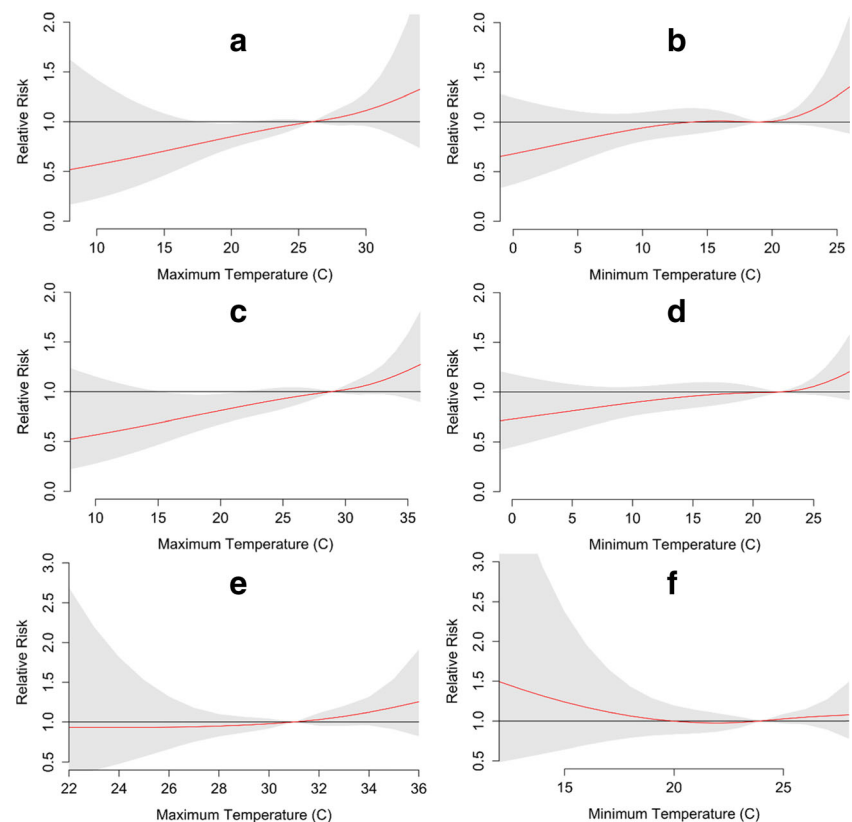 a
Relative Risk
0.0 0.5 1.0 1.5 2.0
10 15 20 25 30
Maximum Temperature (C)
b
Relative Risk
0.0 0.5 1.0 1.5 2.0
0 5 10 15 20 25
Minimum Temperature (C)
c
Relative Risk
0.0 0.5 1.0 1.5 2.0
10 15 20 25 30 35
Maximum Temperature (C)
d
Relative Risk
0.0 0.5 1.0 1.5 2.0
0 5 10 15 20 25
Minimum Temperature (C)
e
Relative Risk
0.5 1.0 1.5 2.0 2.5 3.0
22 24 26 28 30 32 34 36
Maximum Temperature (C)
f
Relative Risk
0.5 1.0 1.5 2.0 2.5 3.0
15 20 25
Minimum Temperature (C)